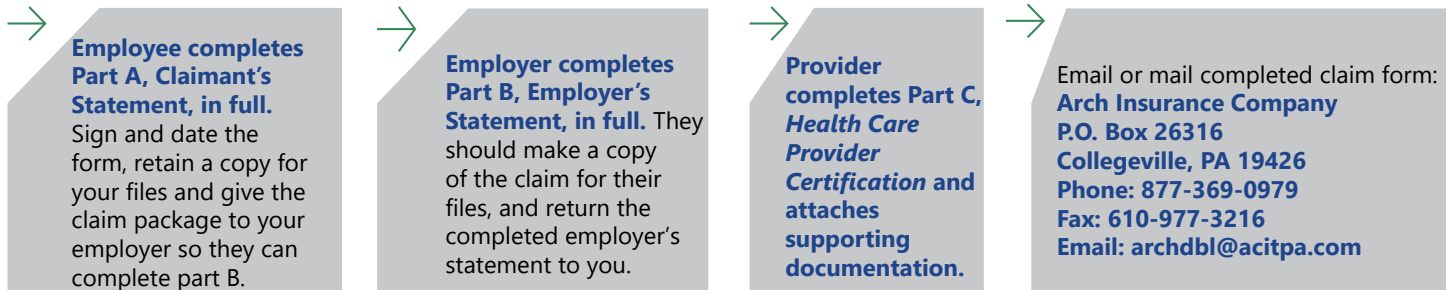 Employee completes
Part A, Claimant's
Statement, in full.
Sign and date the
form, retain a copy for
your files and give the
claim package to your
employer so they can
complete part B.
Employer completes
Part B, Employer's
Statement, in full. They
should make a copy
of the claim for their
files, and return the
completed employer's
statement to you.
Provider
completes Part C,
Health Care
Provider
Certification and
attaches
supporting
documentation.
Email or mail completed claim form:
Arch Insurance Company
P.O. Box 26316
Collegeville, PA 19426
Phone: 877-369-0979
Fax: 610-977-3216
Email: archdbl@acitpa.com